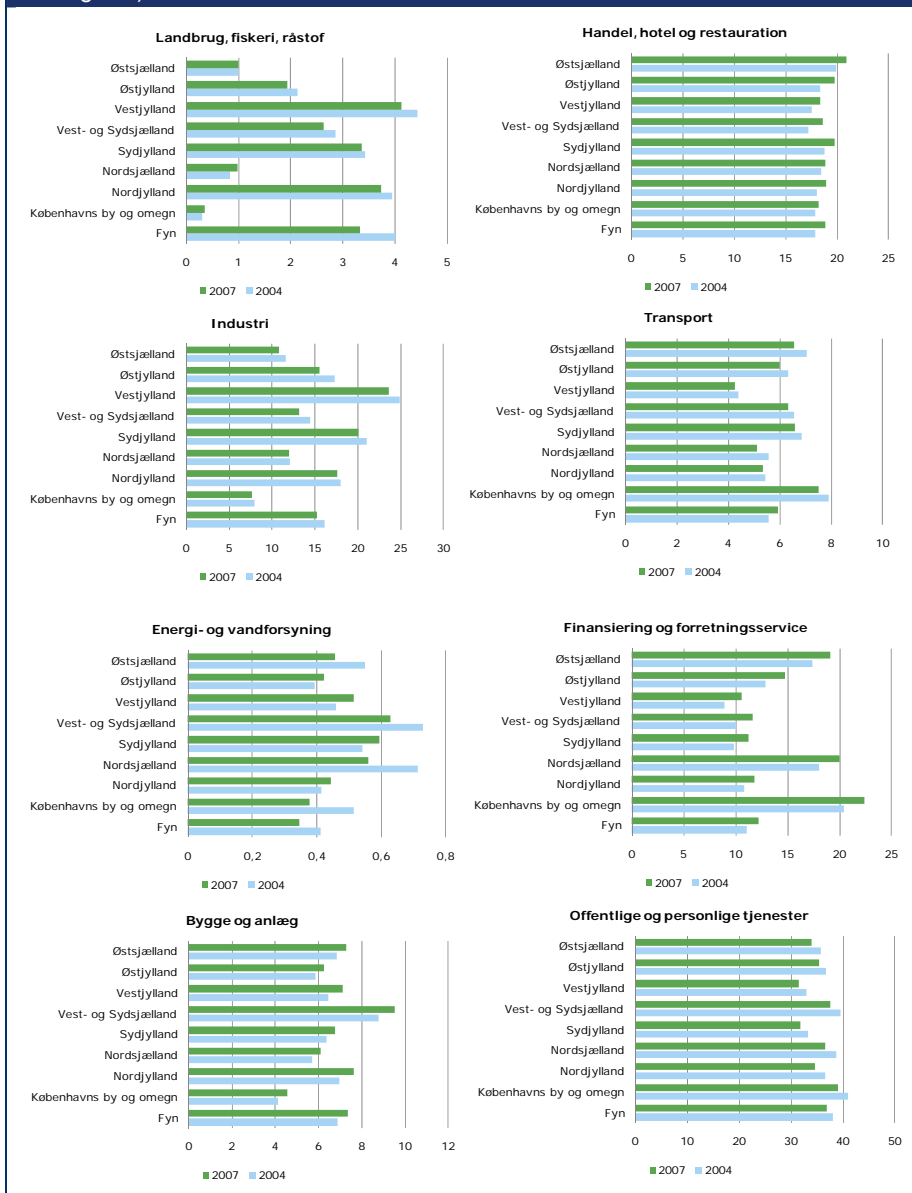 Landbrug, fiskeri, råstof
Østsjælland
Østjylland
Vestjylland
Vest- og Sydsjælland
Sydjylland
Nordsjælland
Nordjylland
Københavns by og omegn
Fyn
0 1 2 3 4 5
2007 2004
Handel, hotel og restauration
Østsjælland
Østjylland
Vestjylland
Vest- og Sydsjælland
Sydjylland
Nordsjælland
Nordjylland
Københavns by og omegn
Fyn
0 5 10 15 20 25
2007 2004
Industri
Østsjælland
Østjylland
Vestjylland
Vest- og Sydsjælland
Sydjylland
Nordsjælland
Nordjylland
Københavns by og omegn
Fyn
0 5 10 15 20 25 30
2007 2004
Transport
Østsjælland
Østjylland
Vestjylland
Vest- og Sydsjælland
Sydjylland
Nordsjælland
Nordjylland
Københavns by og omegn
Fyn
0 2 4 6 8 10
2007 2004
Energi- og vandforsyning
Østsjælland
Østjylland
Vestjylland
Vest- og Sydsjælland
Sydjylland
Nordsjælland
Nordjylland
Københavns by og omegn
Fyn
0 0,2 0,4 0,6 0,8
2007 2004
Finansiering og forretningsservice
Østsjælland
Østjylland
Vestjylland
Vest- og Sydsjælland
Sydjylland
Nordsjælland
Nordjylland
Københavns by og omegn
Fyn
0 5 10 15 20 25
2007 2004
Bygge og anlæg
Østsjælland
Østjylland
Vestjylland
Vest- og Sydsjælland
Sydjylland
Nordsjælland
Nordjylland
Københavns by og omegn
Fyn
0 2 4 6 8 10 12
2007 2004
Offentlige og personlige tjenester
Østsjælland
Østjylland
Vestjylland
Vest- og Sydsjælland
Sydjylland
Nordsjælland
Nordjylland
Københavns by og omegn
Fyn
0 10 20 30 40 50
2007 2004